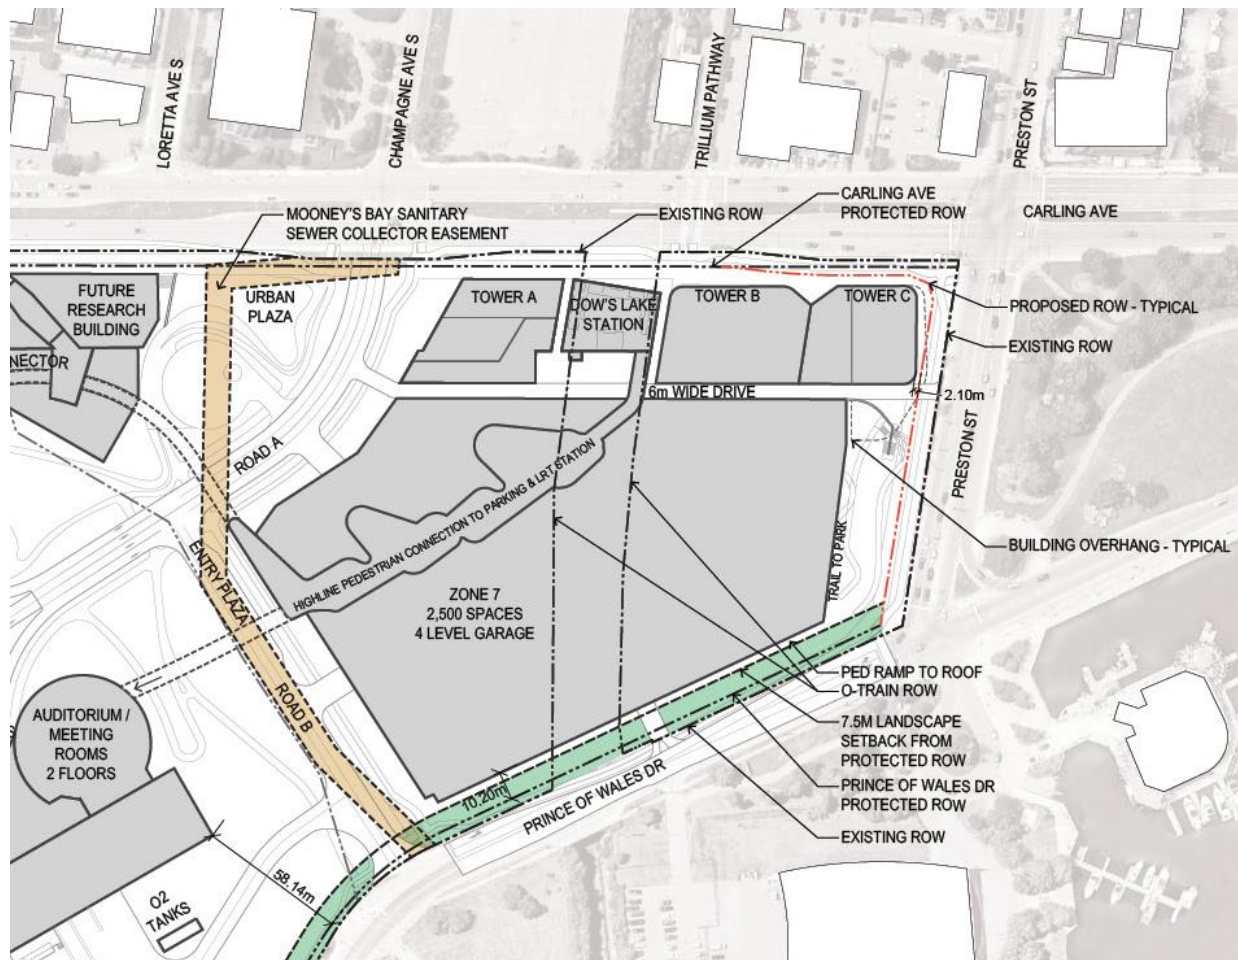 LORETTA AVE S
CHAMPAGNE AVE S
TRILLIUM PATHWAY
PRESTON ST
CARLING AVE
PROTECTED ROW
MOONEY'S BAY SANITARY
SEWER COLLECTOR EASEMENT
EXISTING ROW
CARLING AVE
FUTURE
RESEARCH
BUILDING
URBAN
PLAZA
TOWER A
DOW'S LAKE
STATION
TOWER B
TOWER C
PROPOSED ROW - TYPICAL
EXISTING ROW
NECTOR
6m WIDE DRIVE
2.10m
PRESTON ST
ROAD A
HIGHLINE PEDESTRIAN CONNECTION TO PARKING & LRT STATION
BUILDING OVERHANG - TYPICAL
TRAIL TO PARK
ENTRY PLAZA
ZONE 7
2,500 SPACES
4 LEVEL GARAGE
PED RAMP TO ROOF
O-TRAIN ROW
ROAD B
AUDITORIUM /
MEETING
ROOMS
2 FLOORS
7.5M LANDSCAPE
SETBACK FROM
PROTECTED ROW
10.20m
PRINCE OF WALES DR
PRINCE OF WALES DR
PROTECTED ROW
EXISTING ROW
58.14m
O2
TANKS